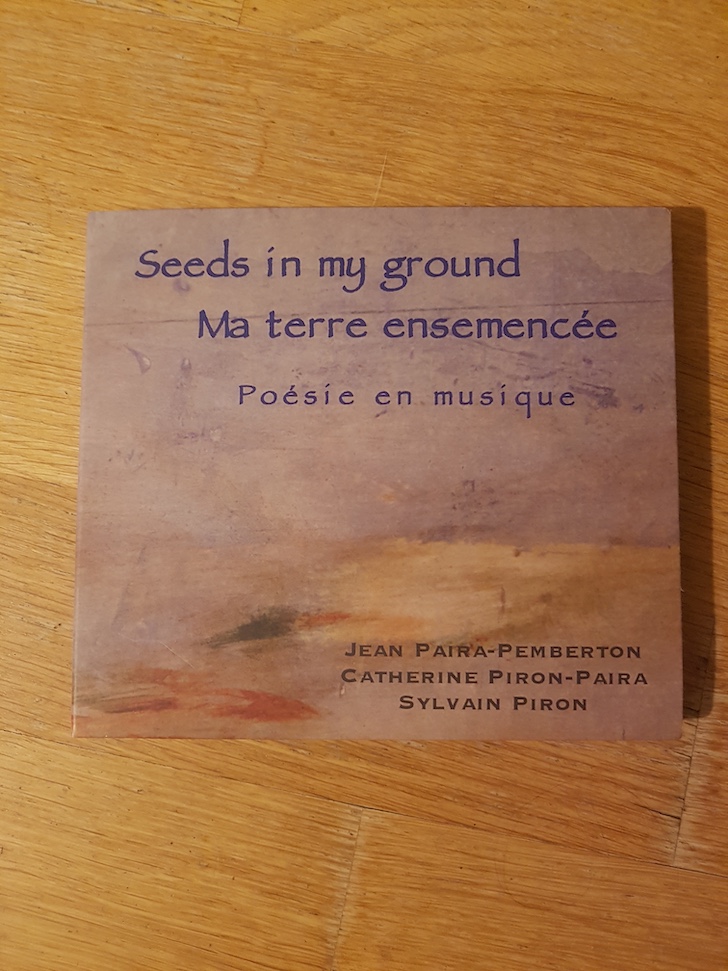 Seeds in my ground
Ma terre ensemencée
Poésie en musique
Jean Paira-Pemberton
Catherine Piron-Paira
Sylvain Piron